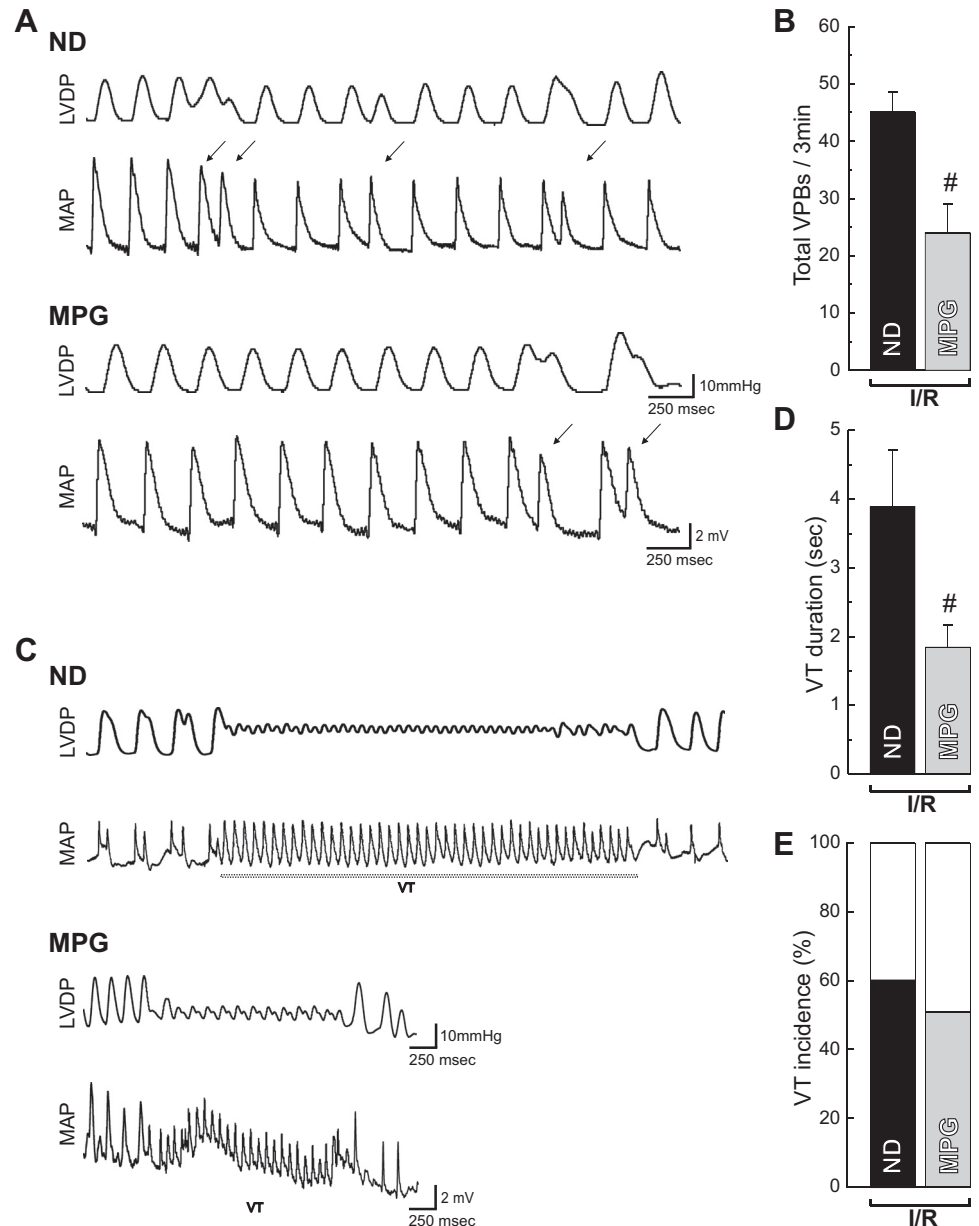 A
ND
LVDP
MAP
MPG
LVDP
10mmHg
250 msec
MAP
2 mV
250 msec
B
60
50
40
30
20
10
0
Total VPBs / 3min
#
ND
MPG
I/R
C
ND
LVDP
MAP
VT
MPG
LVDP
10mmHg
250 msec
MAP
VT
2 mV
250 msec
D
5
4
3
2
1
0
VT duration (sec)
#
ND
MPG
I/R
E
100
80
60
40
20
0
VT incidence (%)
ND
MPG
I/R